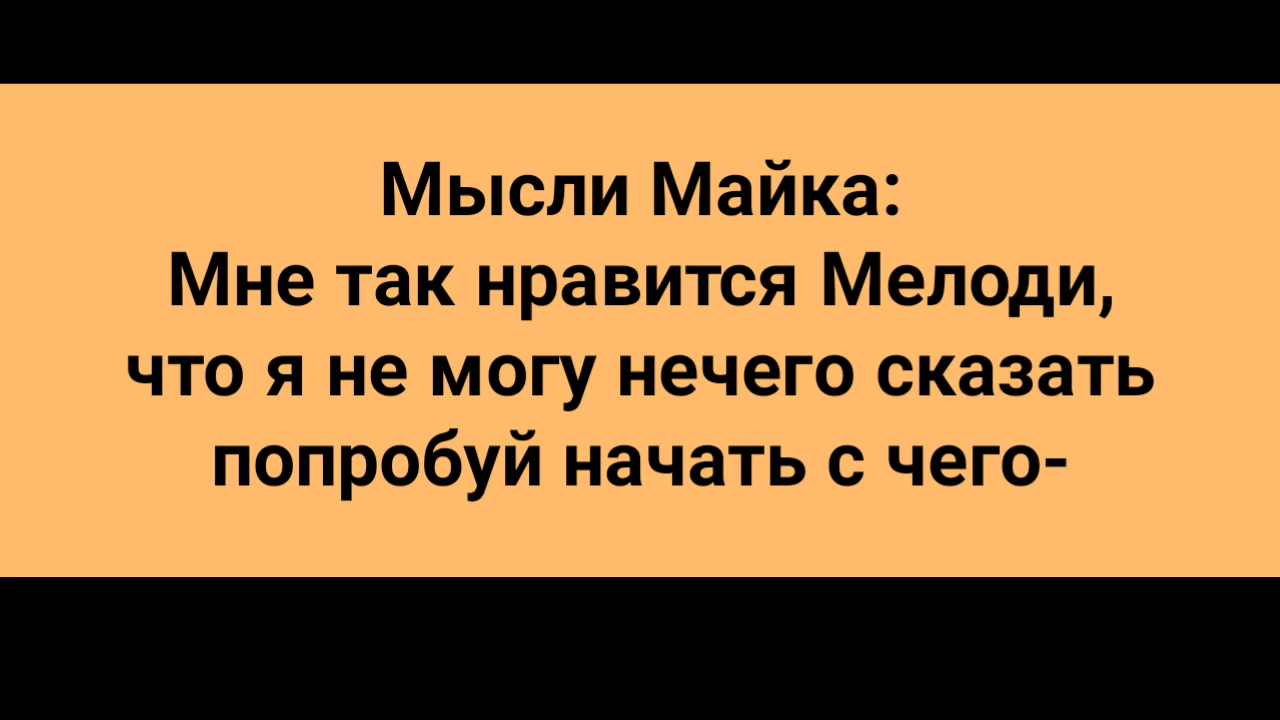 Мысли Майка:
Мне так нравится Мелоди,
что я не могу нечего сказать
попробуй начать с чего-